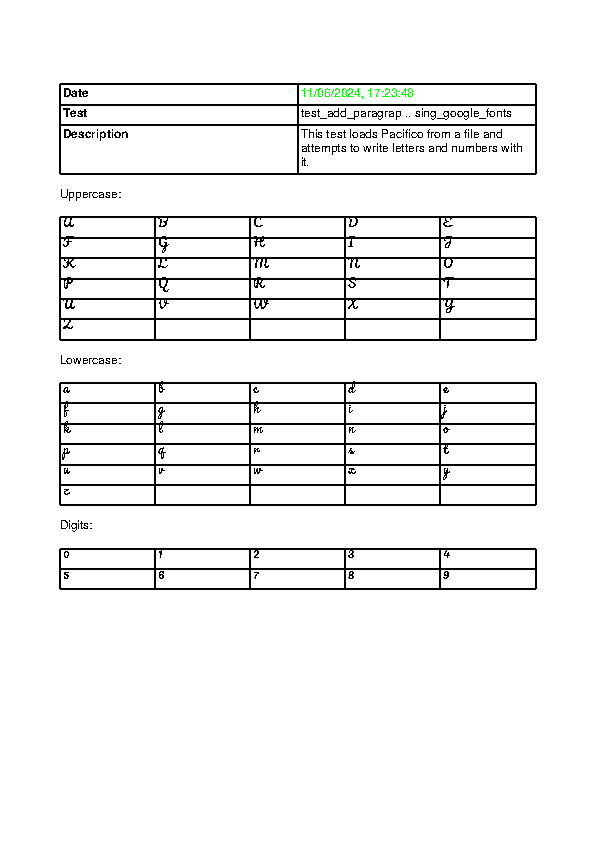 Date 11/06/2024, 17:23:48
Test test_add_paragrap .. sing_google_fonts
Description This test loads Pacifico from a file and
attempts to write letters and numbers with
it.
Uppercase:
A B C D E
F G H I J
K L M N O
P Q R S T
U V W X Y
Z
Lowercase:
a b c d e
f g h i j
k l m n o
p q r s t
u v w x y
z
Digits:
0 1 2 3 4
5 6 7 8 9